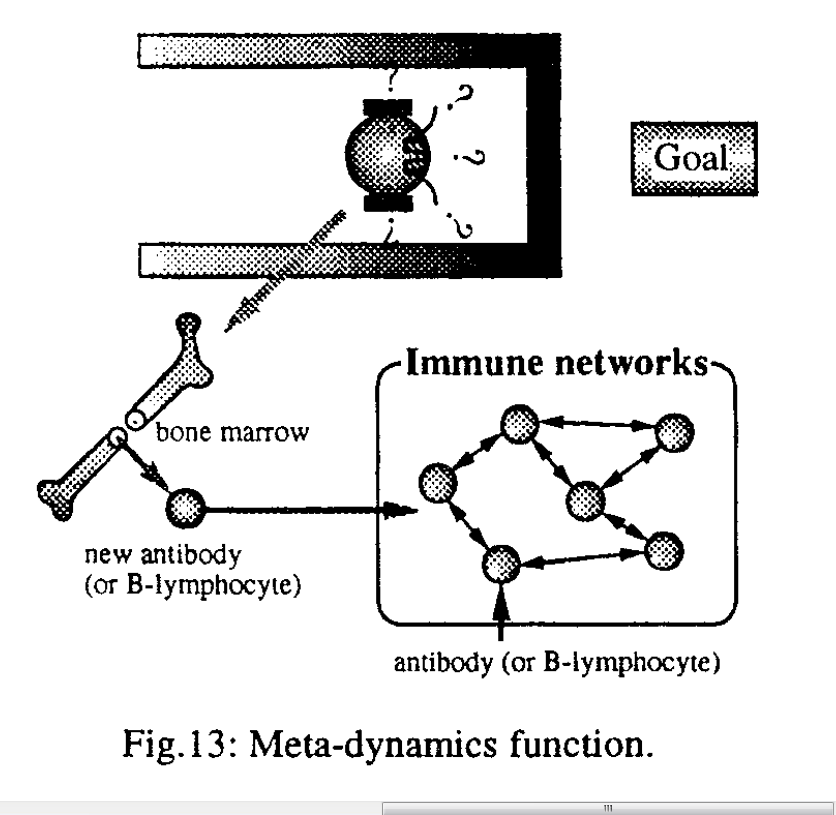 ?
?
?
?
?
Goal
Immune networks
bone marrow
new antibody
(or B-lymphocyte)
antibody (or B-lymphocyte)
Fig.13: Meta-dynamics function.